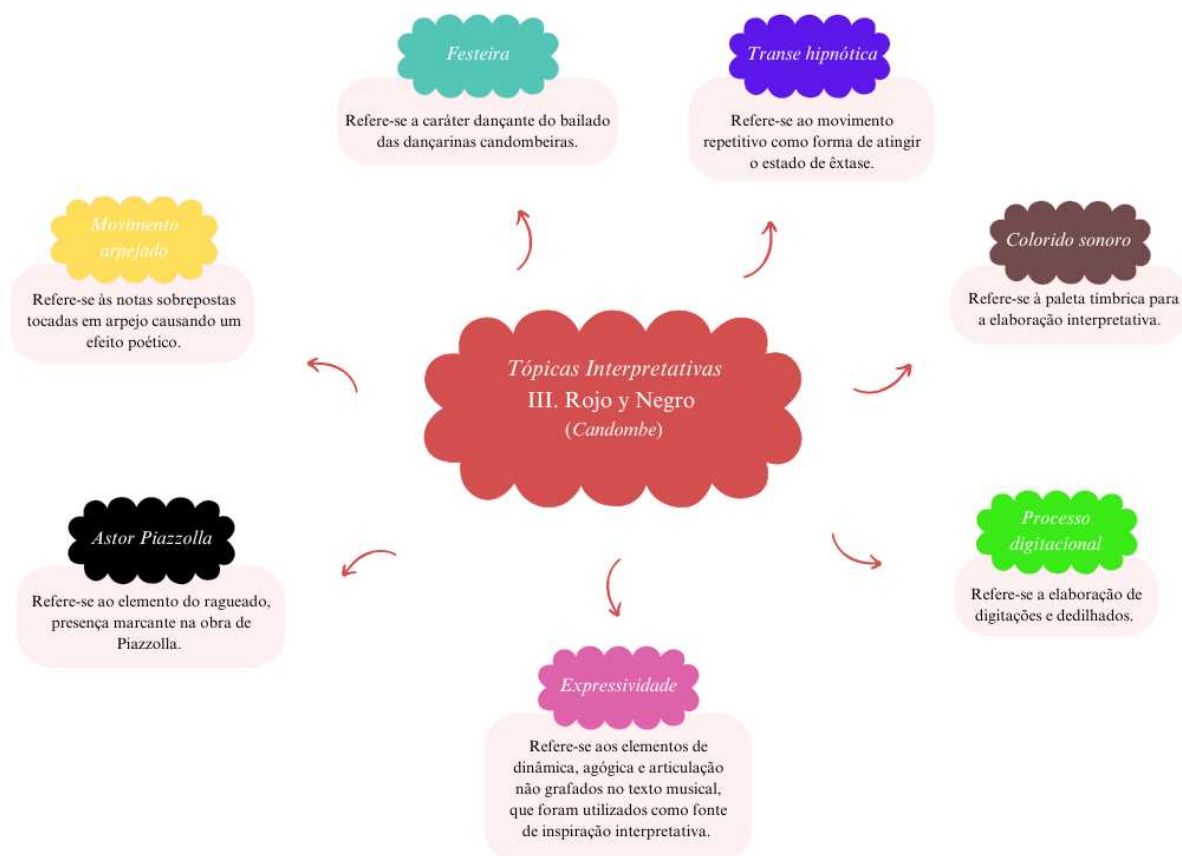 Tópicas Interpretativas
III. Rojo y Negro
(Candombe)
Festeira
Refere-se a caráter dançante do bailado
das dançarinas candombeiras.
Transe hipnótica
Refere-se ao movimento
repetitivo como forma de atingir
o estado de êxtase.
Colorido sonoro
Refere-se à paleta tímbrica para
a elaboração interpretativa.
Processo
digitacional
Refere-se a elaboração de
digitações e dedilhados.
Expressividade
Refere-se aos elementos de
dinâmica, agógica e articulação
não grafados no texto musical,
que foram utilizados como fonte
de inspiração interpretativa.
Astor Piazzolla
Refere-se ao elemento do ragueado,
presença marcante na obra de
Piazzolla.
Movimento
arpejado
Refere-se às notas sobrepostas
tocadas em arpejo causando um
efeito poético.